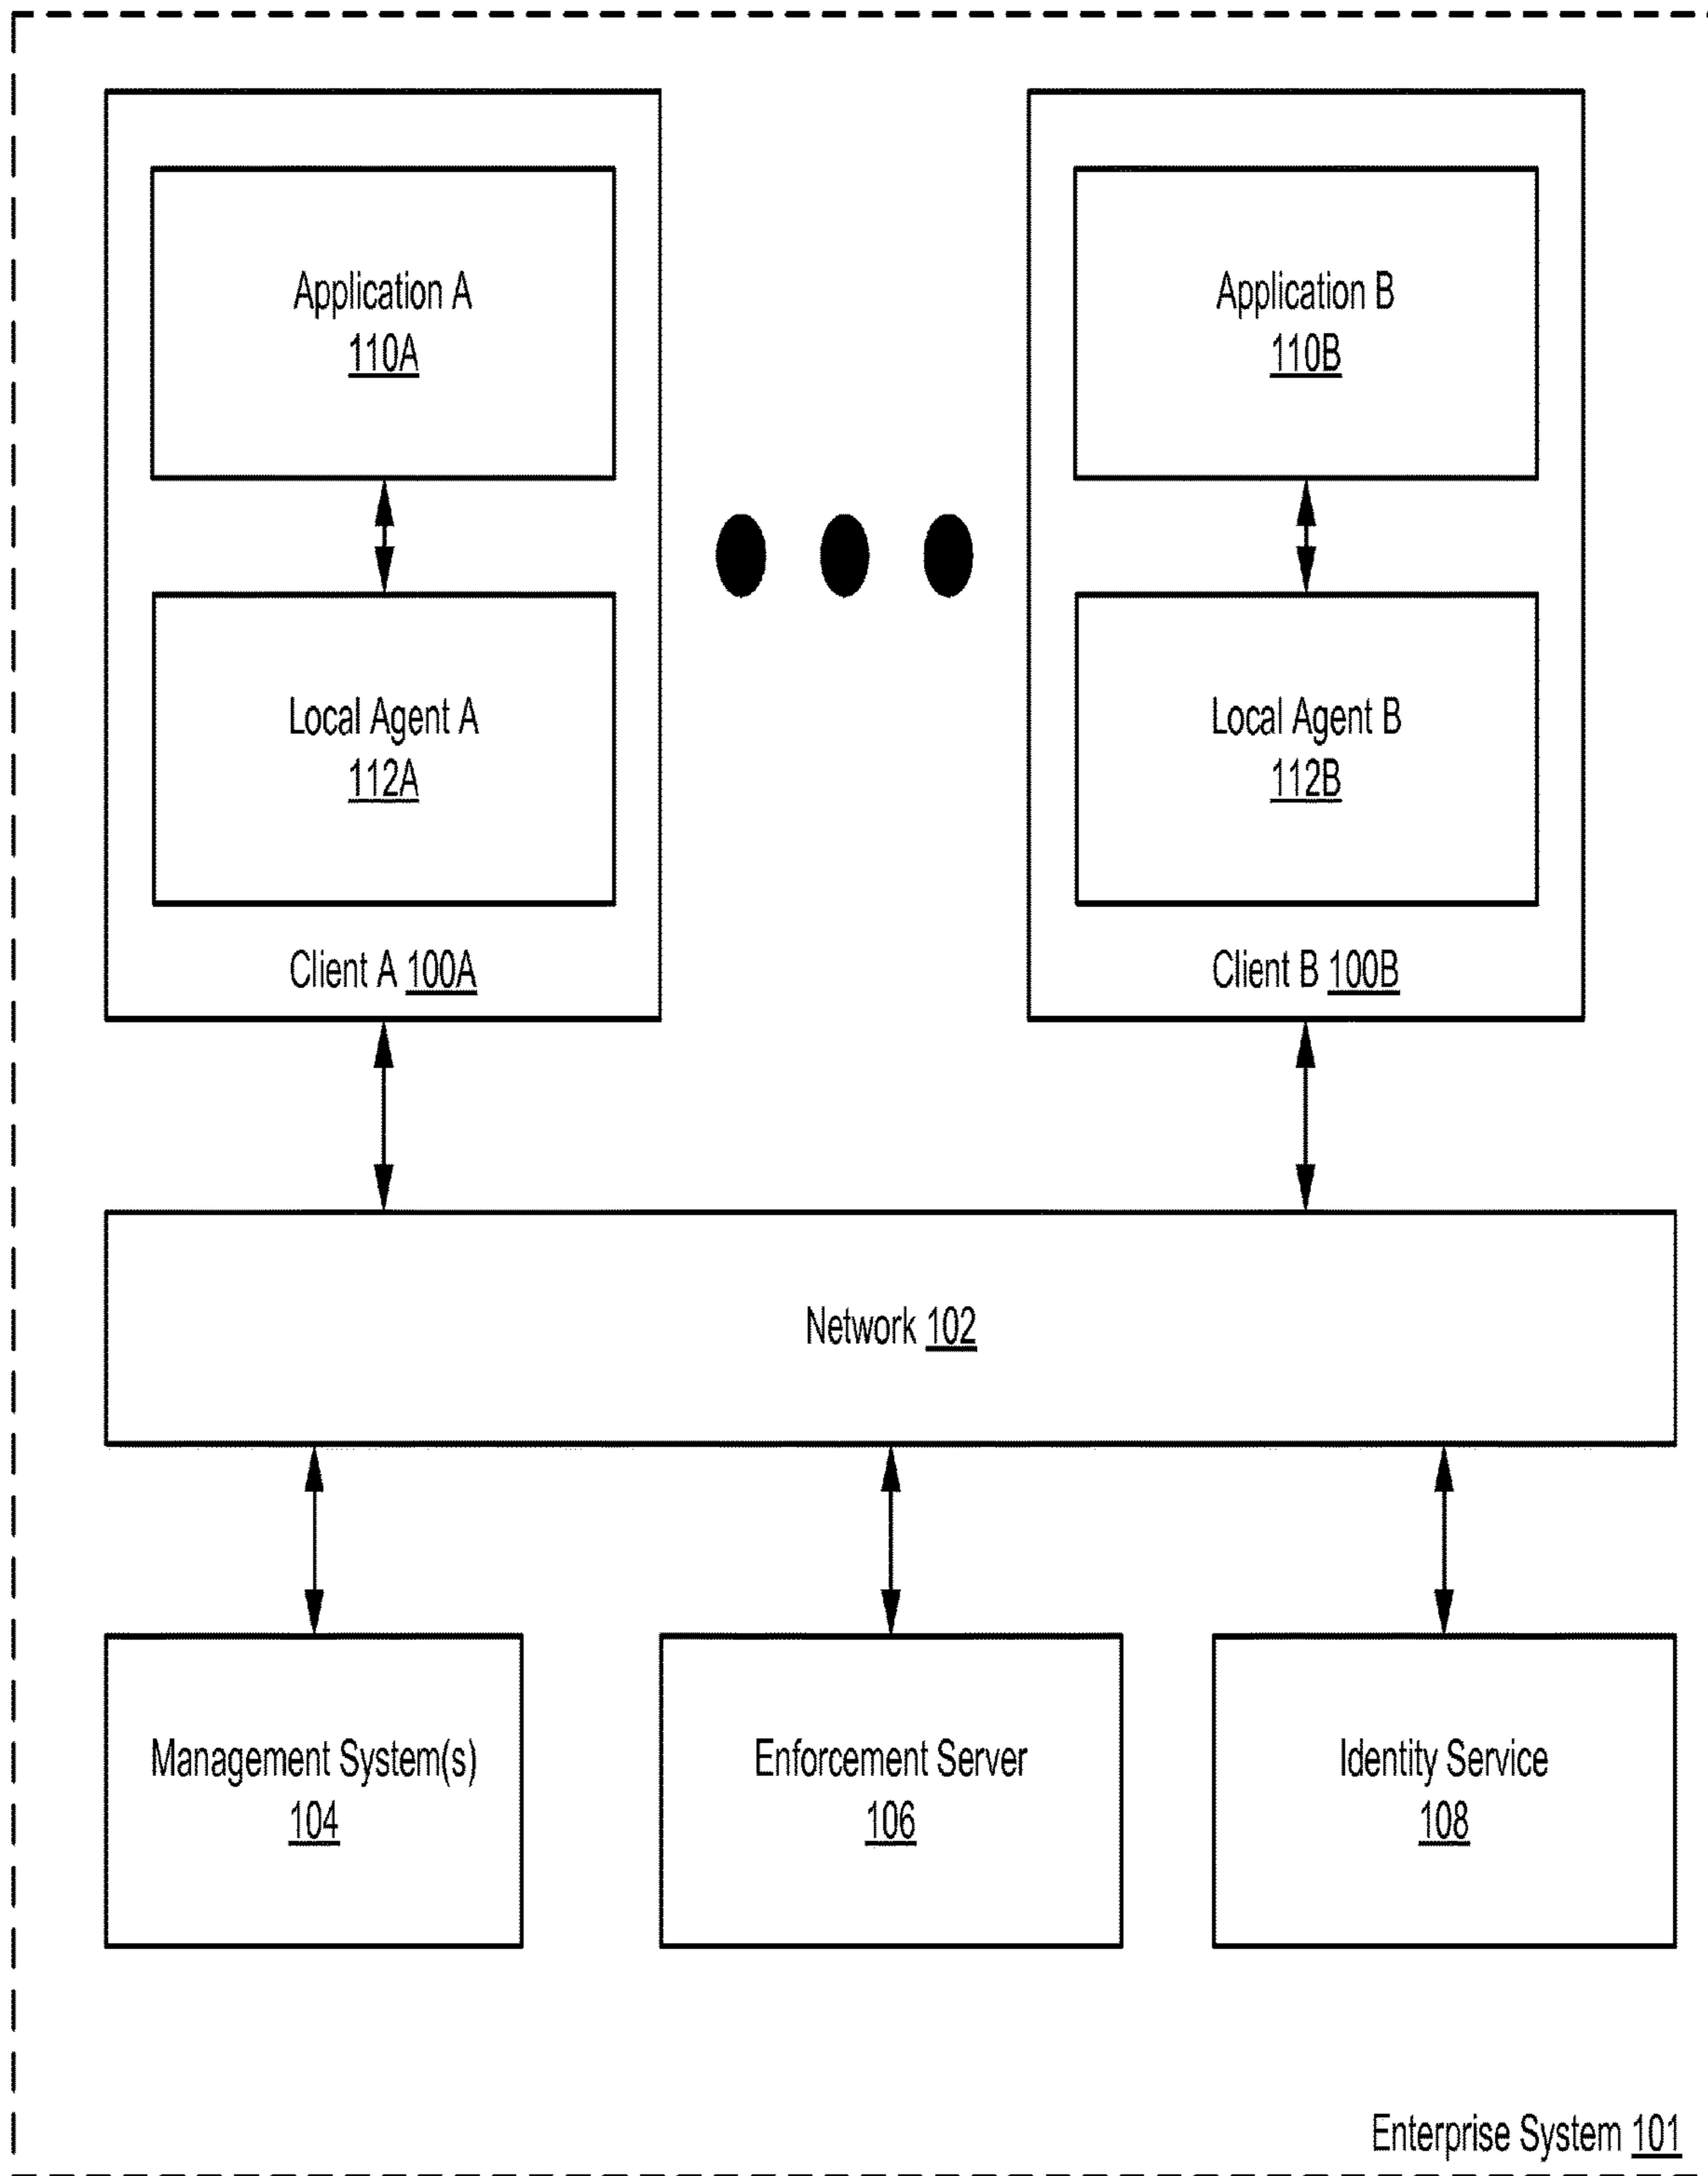 Application A
110A
Application B
110B
Local Agent A
112A
Local Agent B
112B
Client A 100A
Client B 100B
Network 102
Management System(s)
104
Enforcement Server
106
Identity Service
108
Enterprise System 101